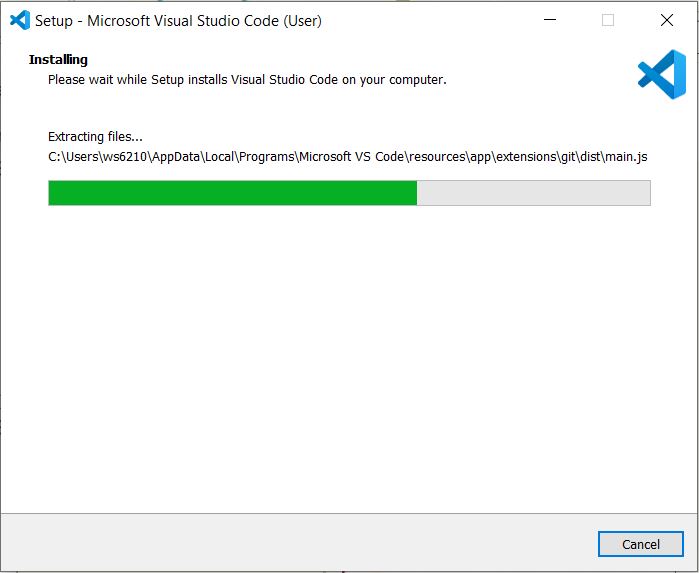 Setup - Microsoft Visual Studio Code (User)
Installing
Please wait while Setup installs Visual Studio Code on your computer.
Extracting files...
C:\Users\ws6210\AppData\Local\Programs\Microsoft VS Code\resources\app\extensions\git\dist\main.js
Cancel